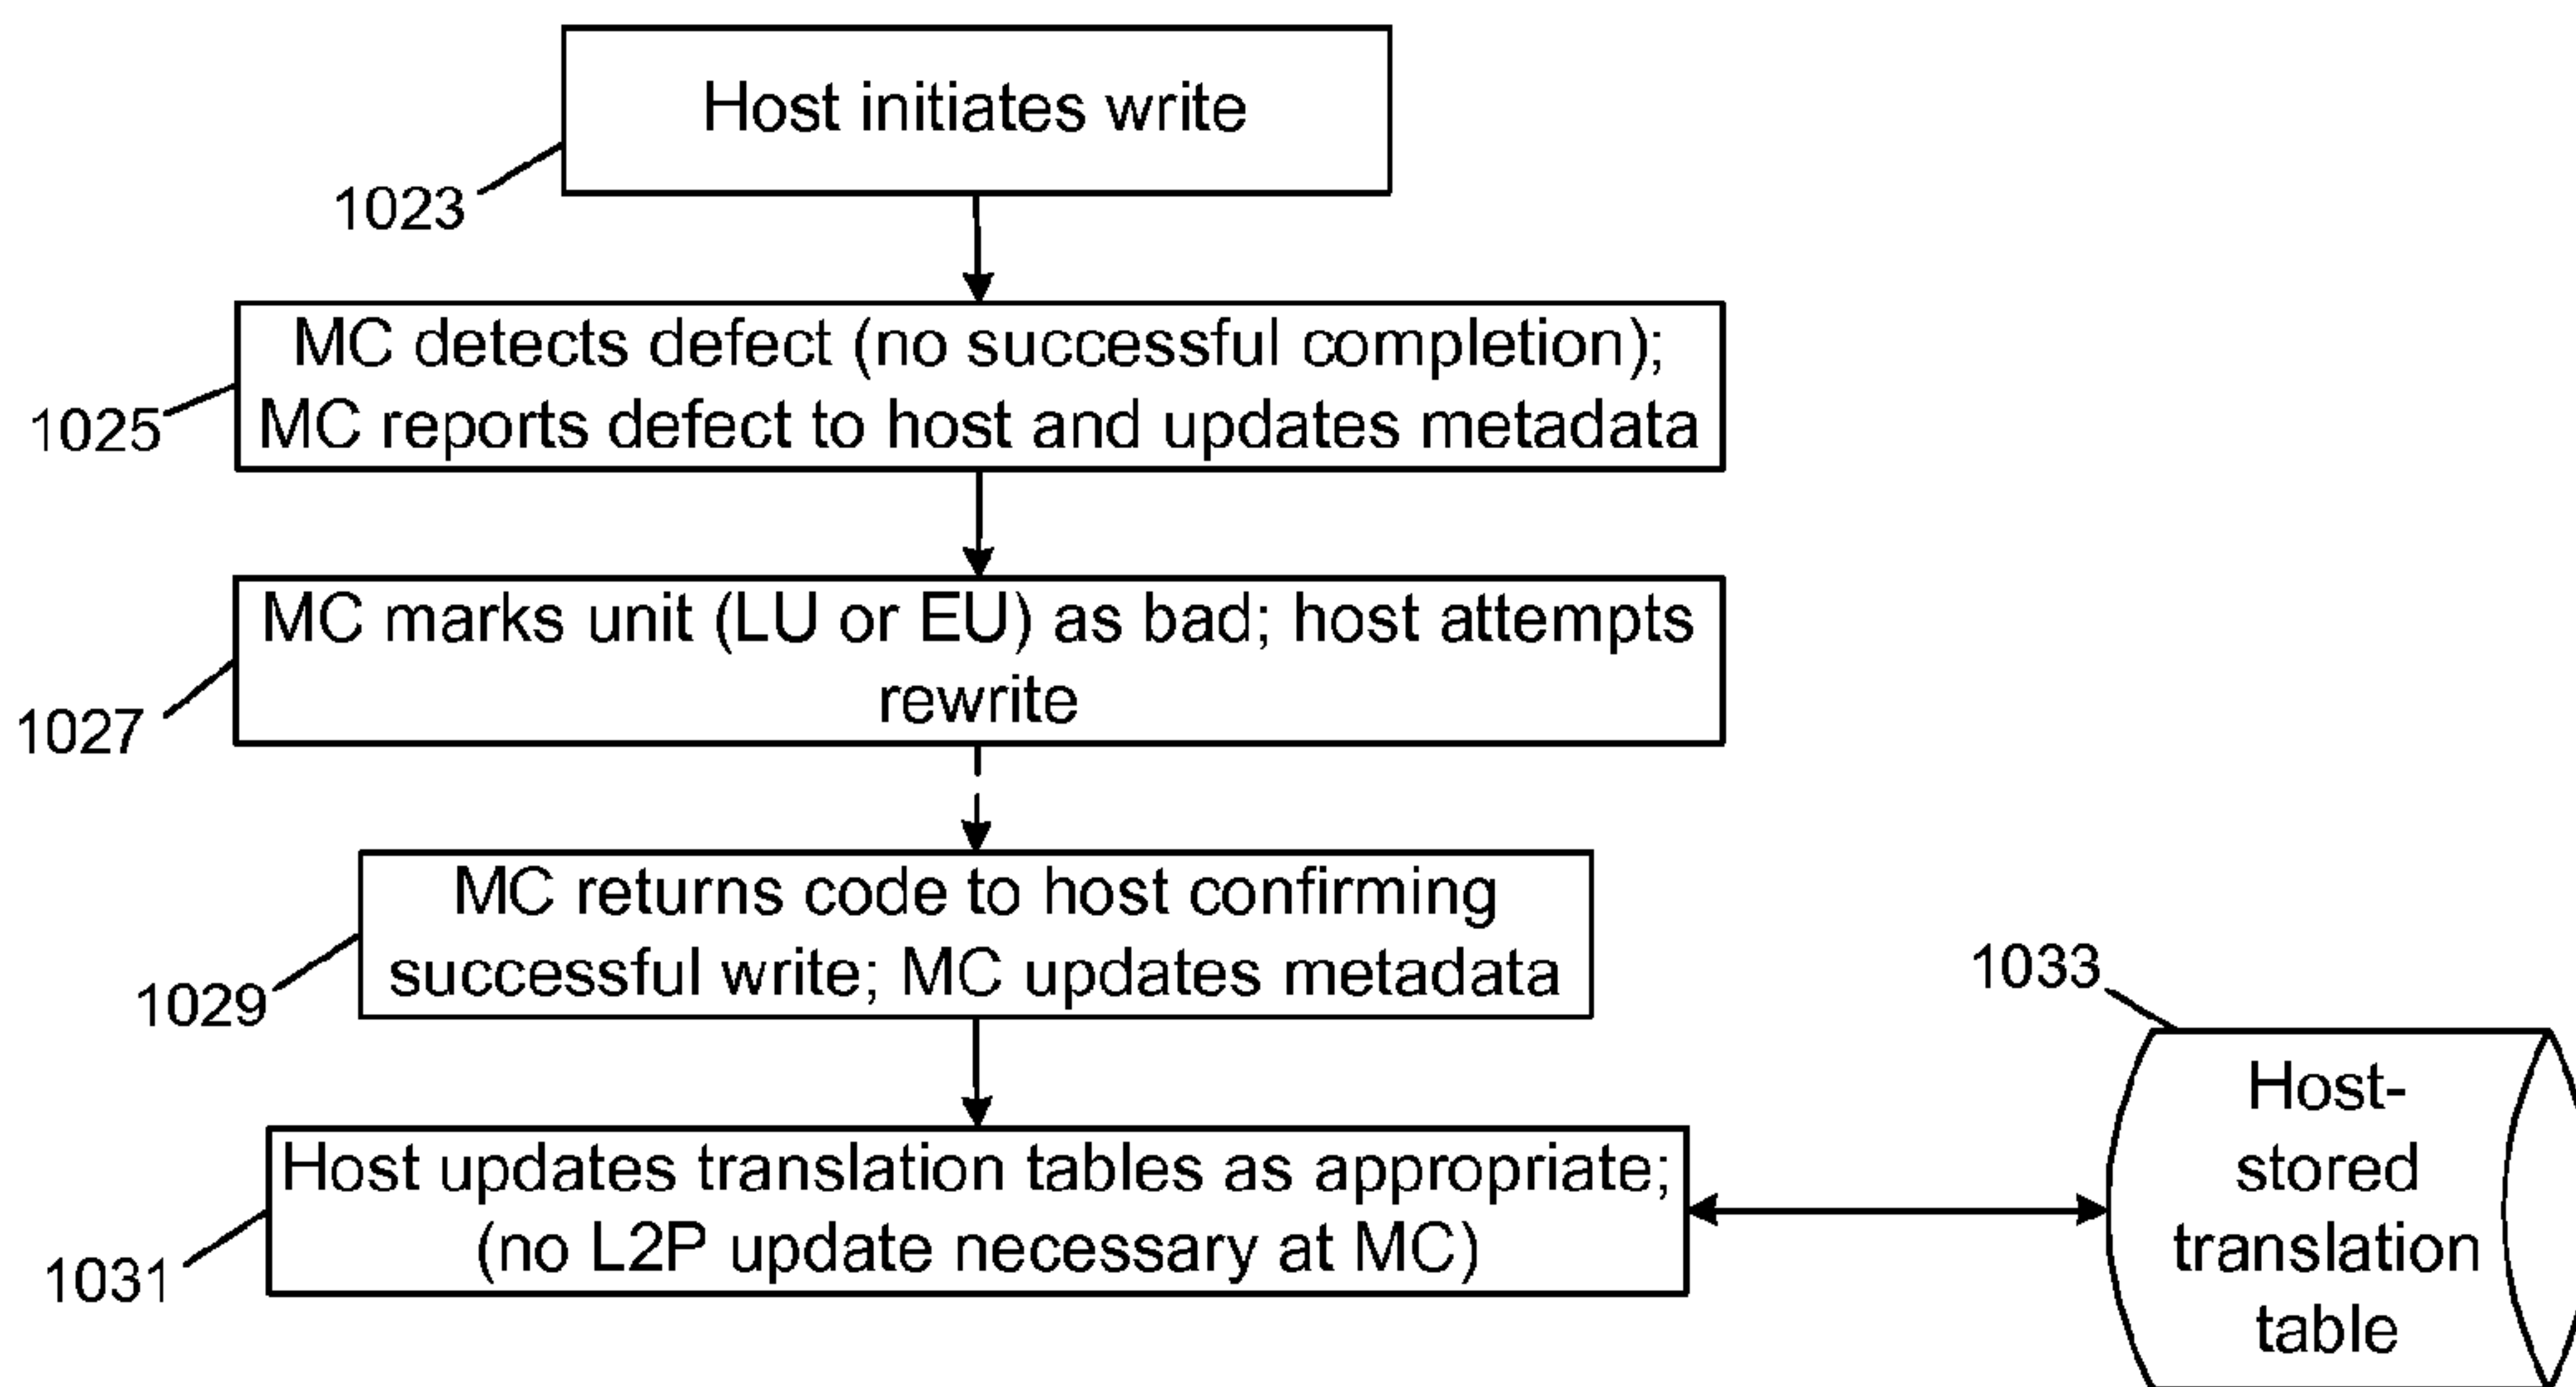 Host initiates write
1023
MC detects defect (no successful completion);
MC reports defect to host and updates metadata
1025
MC marks unit (LU or EU) as bad; host attempts
rewrite
1027
MC returns code to host confirming
successful write; MC updates metadata
1029
1033
Host updates translation tables as appropriate;
(no L2P update necessary at MC)
1031
Host-
stored
translation
table